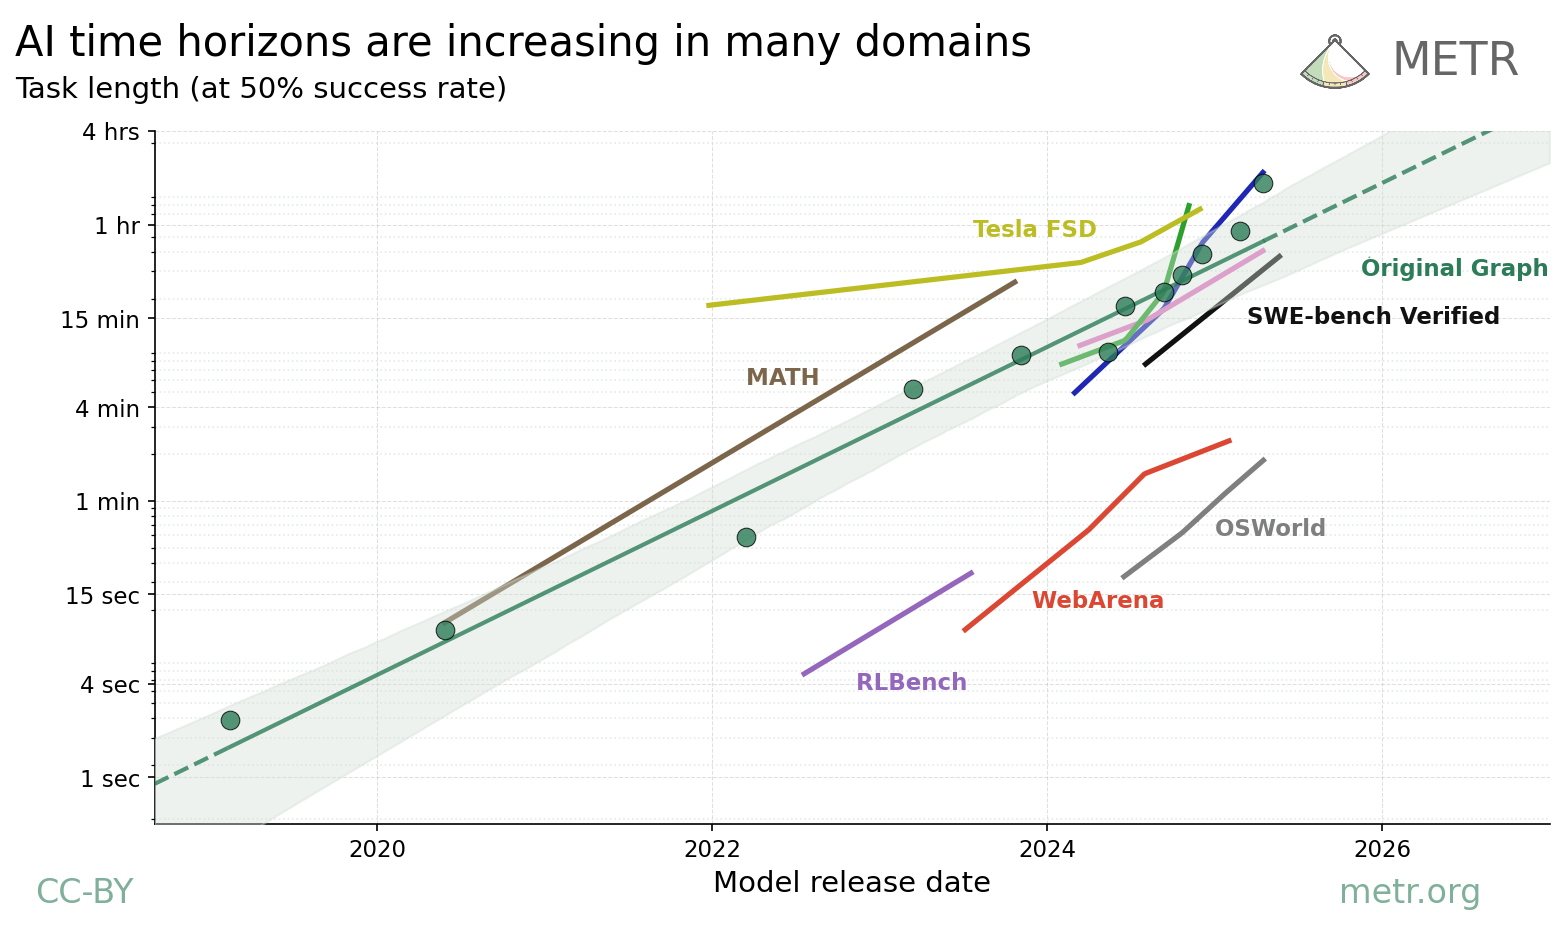 AI time horizons are increasing in many domains
Task length (at 50% success rate)
METR
4 hrs
1 hr
15 min
4 min
1 min
15 sec
4 sec
1 sec
Tesla FSD
Original Graph
SWE-bench Verified
MATH
OSWorld
WebArena
RLBench
2020
2022
2024
2026
Model release date
CC-BY
metr.org